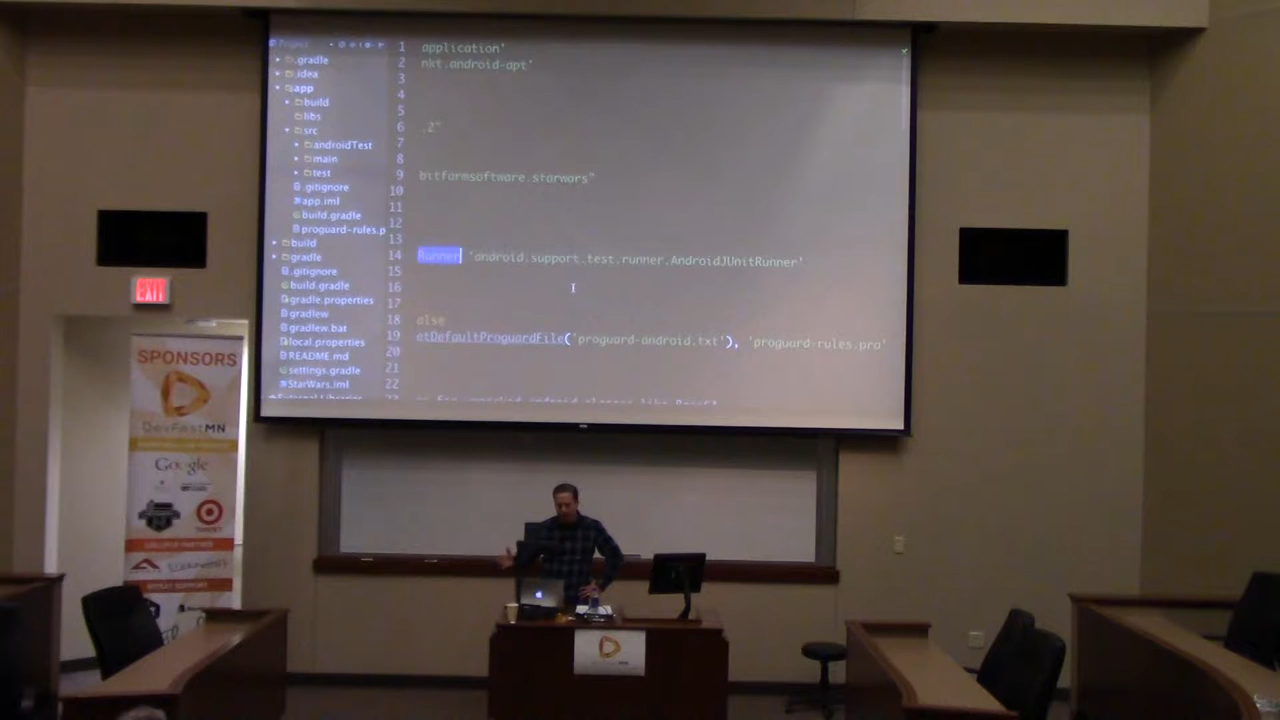 Project
.gradle
.idea
app
build
libs
src
androidTest
main
test
.gitignore
app.iml
build.gradle
proguard-rules.p
build
gradle
.gitignore
build.gradle
gradle.properties
gradlew
gradlew.bat
local.properties
README.md
settings.gradle
StarWars.iml
External Libraries
1 application'
2 nkt.android-apt'
3
4
5
6 .2"
7
8
9 bitfarmsoftware.starwars"
10
11
12
13
14 Runner 'android.support.test.runner.AndroidJUnitRunner'
15
16
17
18 alse
19 etDefaultProguardFile('proguard-android.txt'), 'proguard-rules.pro'
20
21
22
EXIT
SPONSORS
DevFestMN
Google
TARGET